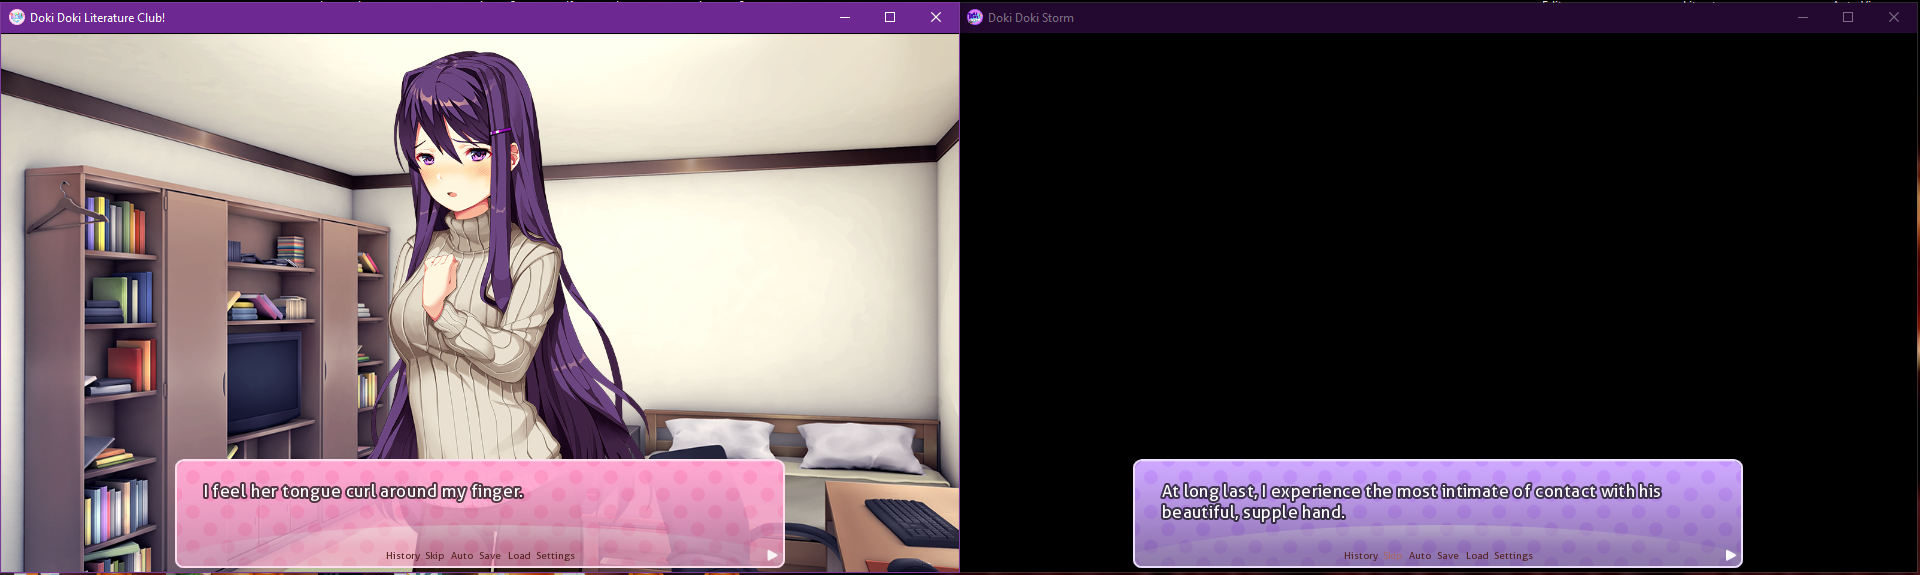 Doki Doki Literature Club!
I feel her tongue curl around my finger.
History Skip Auto Save Load Settings
Doki Doki Storm
At long last, I experience the most intimate of contact with his
beautiful, supple hand.
History Skip Auto Save Load Settings